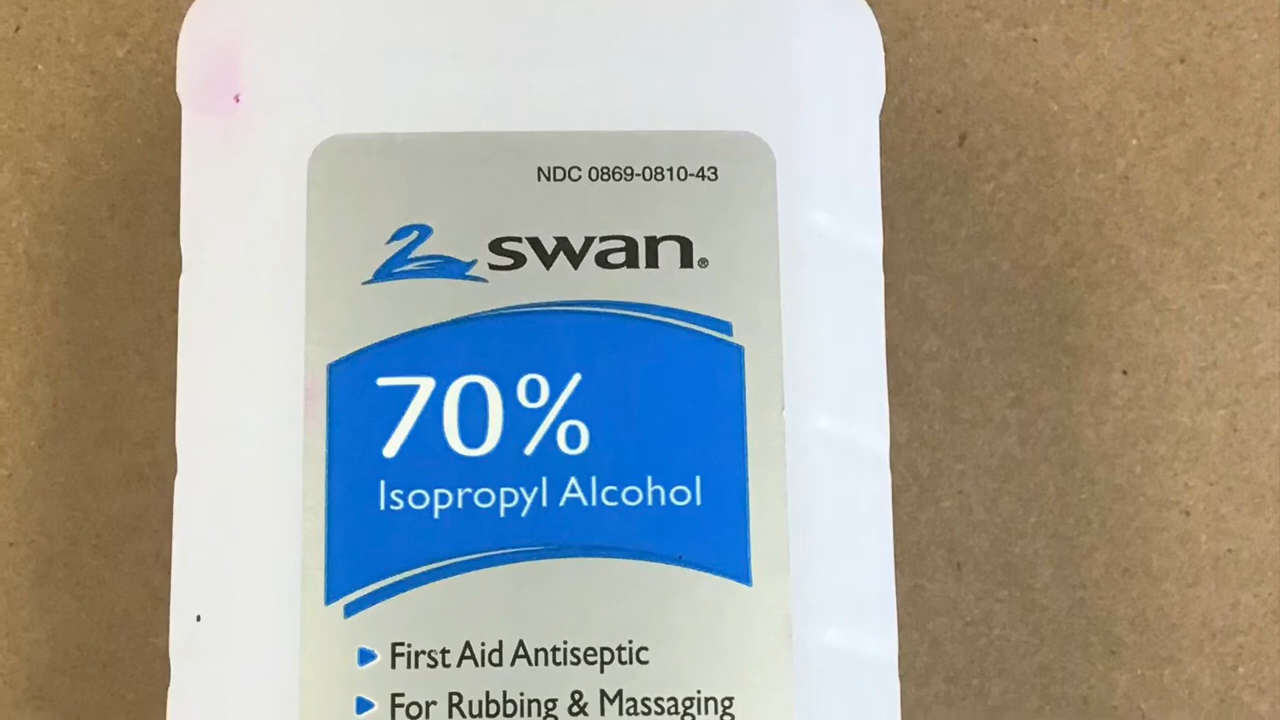 NDC 0869-0810-43
swan®
70%
Isopropyl Alcohol
First Aid Antiseptic
For Rubbing & Massaging